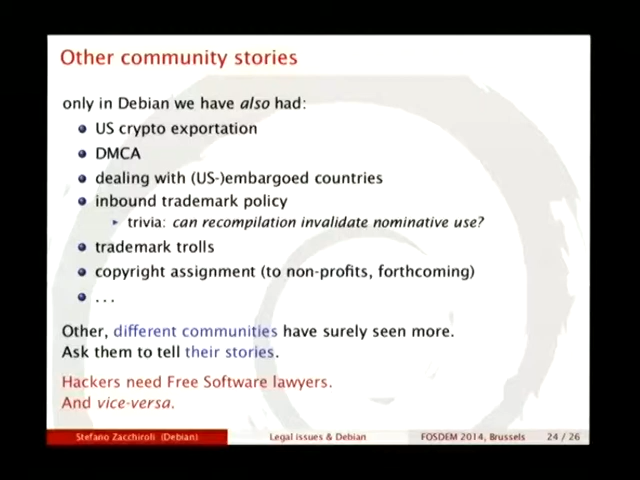 Other community stories
only in Debian we have also had:
US crypto exportation
DMCA
dealing with (US-)embargoed countries
inbound trademark policy
trivia: can recompilation invalidate nominative use?
trademark trolls
copyright assignment (to non-profits, forthcoming)
...
Other, different communities have surely seen more.
Ask them to tell their stories.
Hackers need Free Software lawyers.
And vice-versa.
Stefano Zacchiroli (Debian) Legal issues & Debian FOSDEM 2014, Brussels 24 / 26